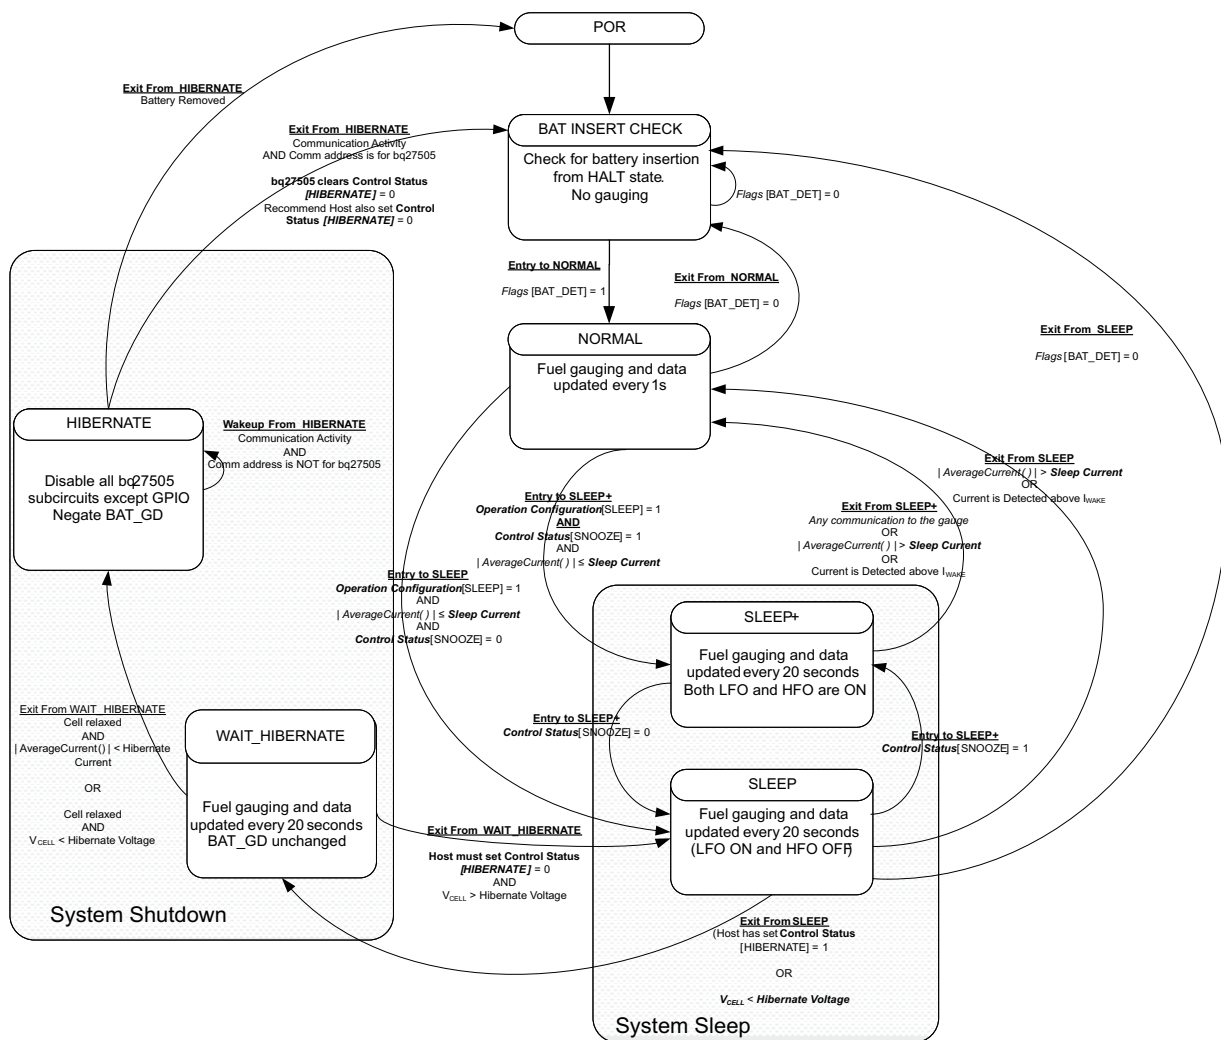 POR
Exit From HIBERNATE
Battery Removed
BAT INSERT CHECK
Check for battery insertion
from HALT state.
No gauging
Flags [BAT_DET] = 0
Exit From HIBERNATE
Communication Activity
AND Comm address is for bq27505
bq27505 clears Control Status
[HIBERNATE] = 0
Recommend Host also set Control
Status [HIBERNATE] = 0
Entry to NORMAL
Flags [BAT_DET] = 1
Exit From NORMAL
Flags [BAT_DET] = 0
Exit From SLEEP
Flags [BAT_DET] = 0
NORMAL
Fuel gauging and data
updated every 1s
HIBERNATE
Disable all bq27505
subcircuits except GPIO
Negate BAT_GD
Wakeup From HIBERNATE
Communication Activity
AND
Comm address is NOT for bq27505
Exit From SLEEP
| AverageCurrent( ) | > Sleep Current
OR
Current is Detected above IWAKE
Entry to SLEEP+
Operation Configuration[SLEEP] = 1
AND
Control Status[SNOOZE] = 1
AND
| AverageCurrent( ) | ≤ Sleep Current
Exit From SLEEP+
Any communication to the gauge
OR
| AverageCurrent( ) | > Sleep Current
OR
Current is Detected above IWAKE
Entry to SLEEP
Operation Configuration[SLEEP] = 1
AND
| AverageCurrent( ) | ≤ Sleep Current
AND
Control Status[SNOOZE] = 0
SLEEP+
Fuel gauging and data
updated every 20 seconds
Both LFO and HFO are ON
Entry to SLEEP+
Control Status[SNOOZE] = 0
Entry to SLEEP+
Control Status[SNOOZE] = 1
Exit From WAIT_HIBERNATE
Cell relaxed
AND
| AverageCurrent() | < Hibernate
Current
OR
Cell relaxed
AND
VCELL < Hibernate Voltage
WAIT_HIBERNATE
Fuel gauging and data
updated every 20 seconds
BAT_GD unchanged
SLEEP
Fuel gauging and data
updated every 20 seconds
(LFO ON and HFO OFF)
Exit From WAIT_HIBERNATE
Host must set Control Status
[HIBERNATE] = 0
AND
VCELL > Hibernate Voltage
System Shutdown
Exit From SLEEP
(Host has set Control Status
[HIBERNATE] = 1
OR
VCELL < Hibernate Voltage
System Sleep